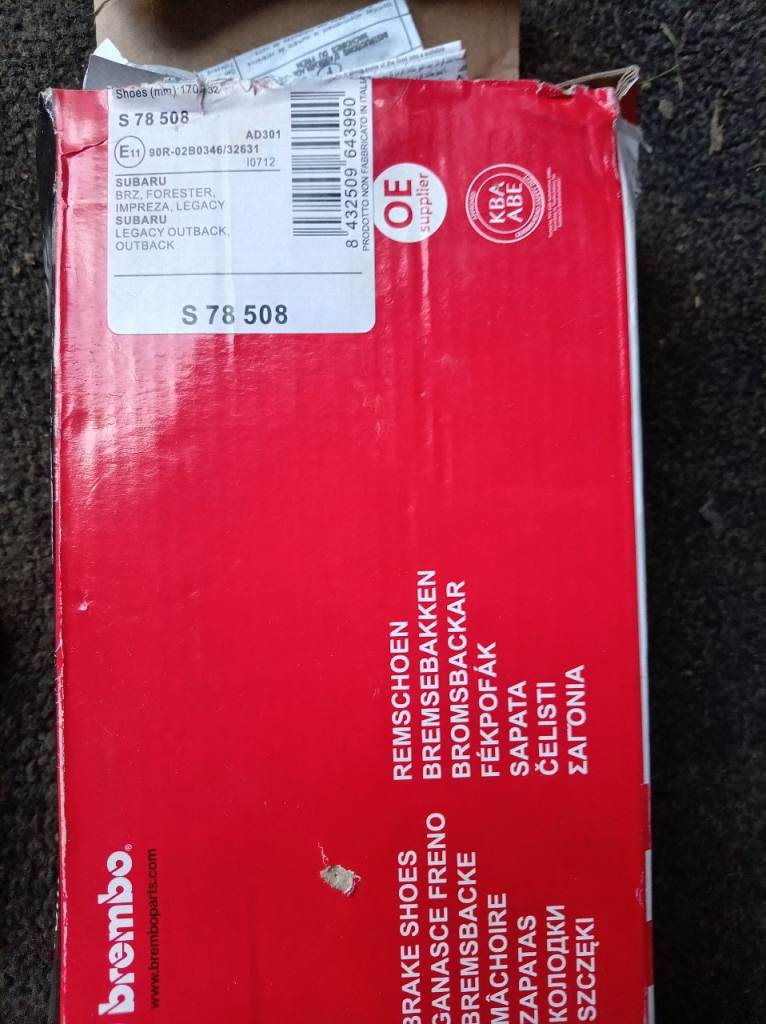 Shoes (mm):170x32
S 78 508
AD301
E11 90R-02B0346/32631
I0712
SUBARU
BRZ, FORESTER,
IMPREZA, LEGACY
SUBARU
LEGACY OUTBACK,
OUTBACK
S 78 508
8 432509 643990
PRODOTTO NON FABBRICATO IN ITALIA
OE
supplier
KBA
ABE
REMSCHOEN
BREMSEBAKKEN
BROMSBACKAR
FÉKPOFÁK
SAPATA
ČELISTI
ΣΑΓΌΝΙΑ
BRAKE SHOES
GANASCE FRENO
BREMSBACKE
MÂCHOIRE
ZAPATAS
КОЛОДКИ
SZCZĘKI
brembo®
www.bremboparts.com